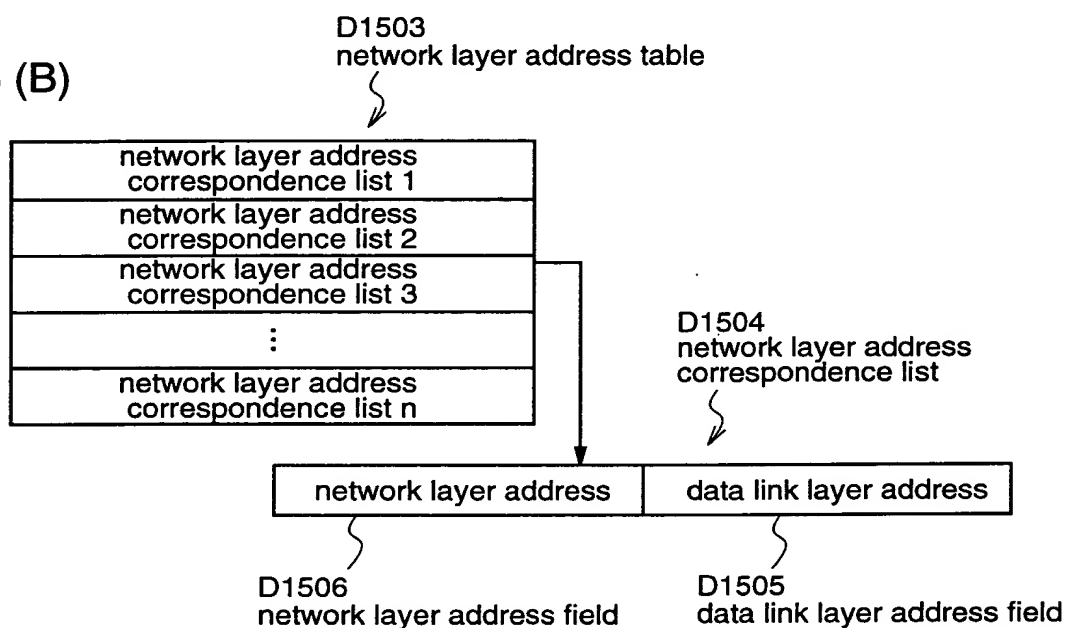 (B)
D1503
network layer address table
network layer address
correspondence list 1
network layer address
correspondence list 2
network layer address
correspondence list 3
⋮
network layer address
correspondence list n
D1504
network layer address
correspondence list
network layer address
data link layer address
D1506
network layer address field
D1505
data link layer address field